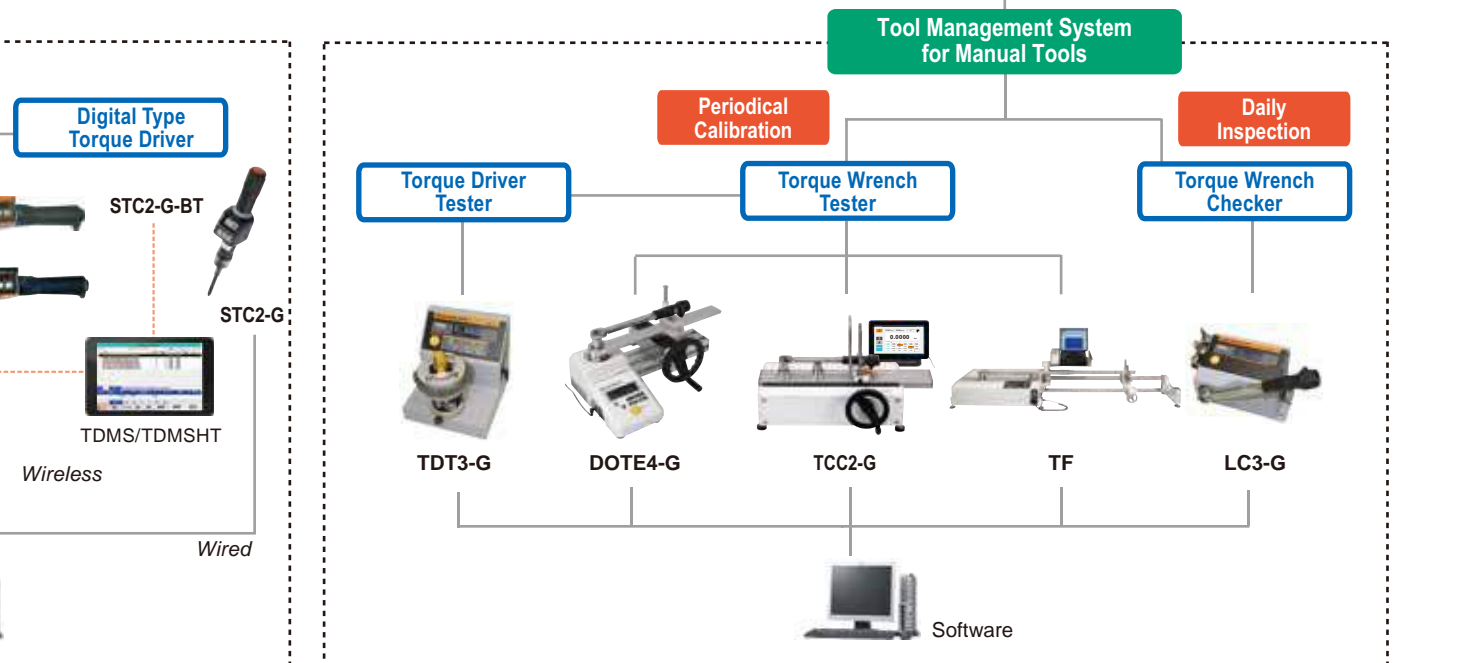 Tool Management System
for Manual Tools
Digital Type
Torque Driver
Periodical
Calibration
Daily
Inspection
Torque Driver
Tester
Torque Wrench
Tester
Torque Wrench
Checker
STC2-G-BT
STC2-G
0.0000
TDMS/TDMSHT
Wireless
Wired
TDT3-G
DOTE4-G
TCC2-G
TF
LC3-G
Software